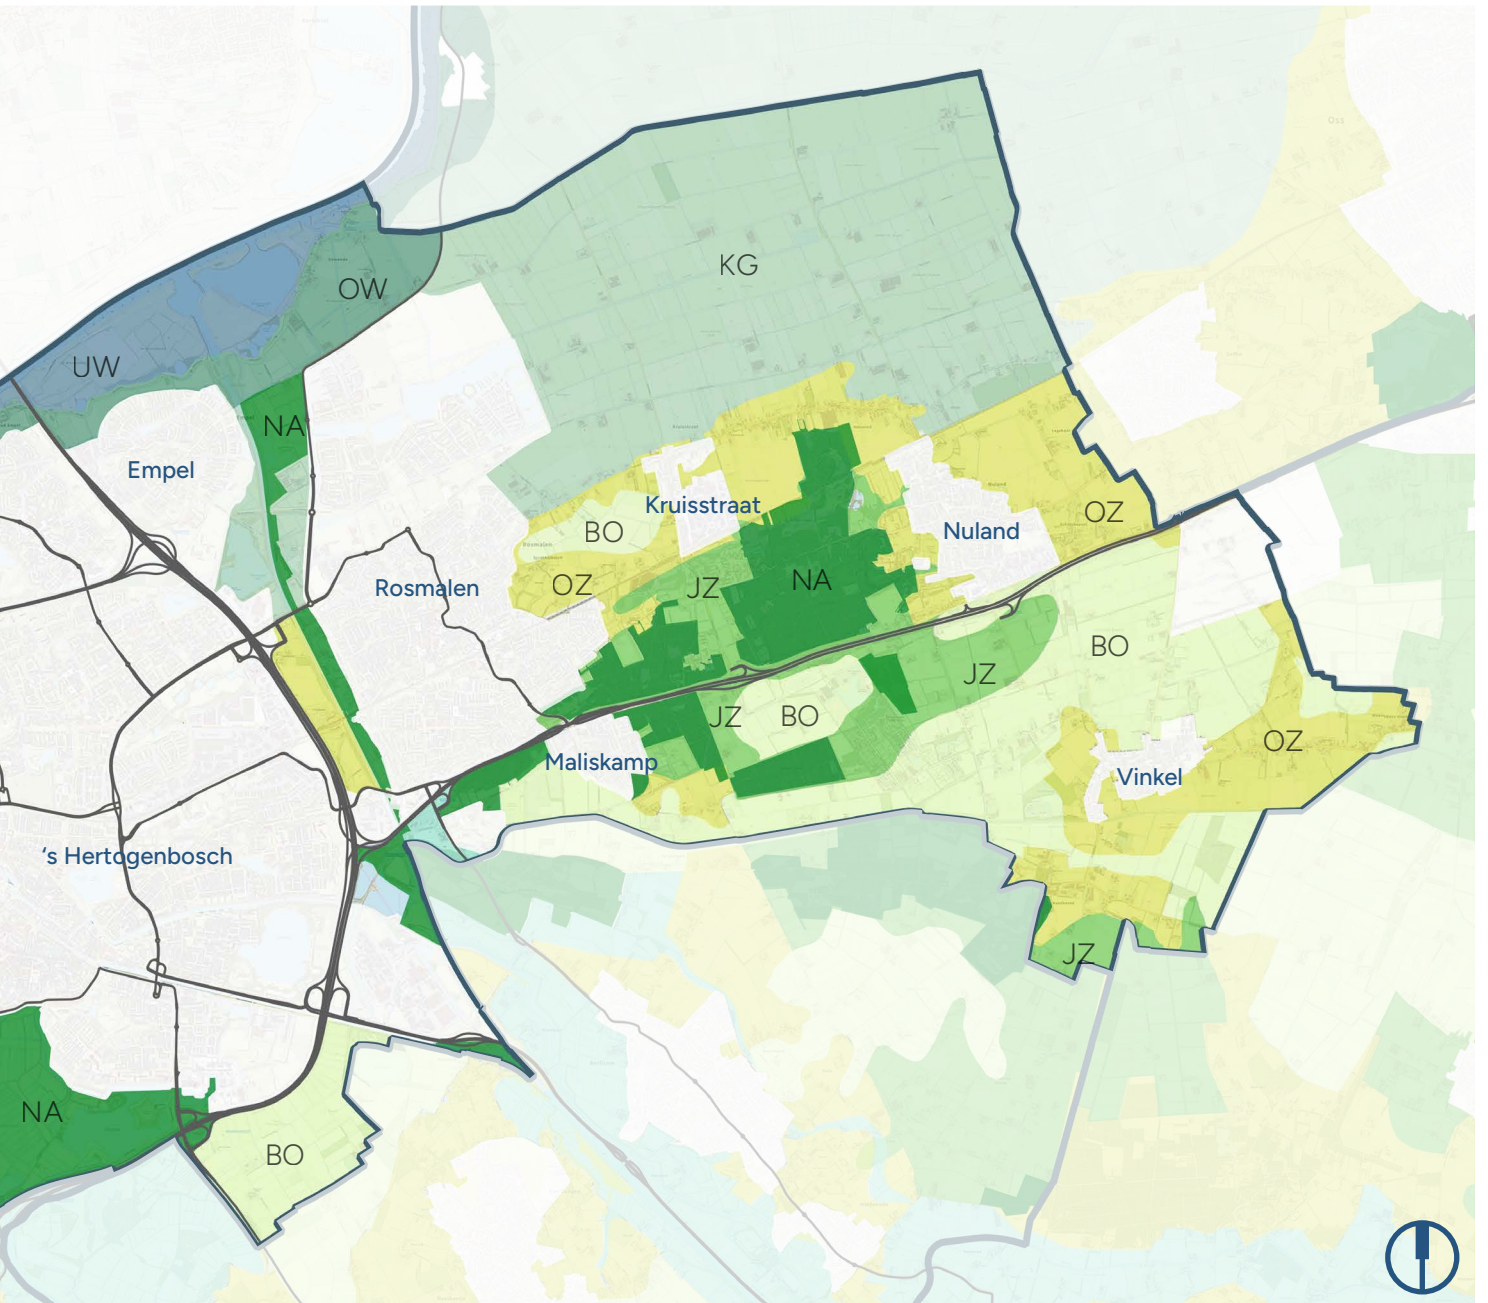 KG
OW
UW
NA
Empel
Kruisstraat
BO
OZ
Nuland
OZ
Rosmalen
JZ
NA
BO
JZ
JZ
BO
OZ
Maliskamp
Vinkel
's Hertogenbosch
JZ
NA
BO